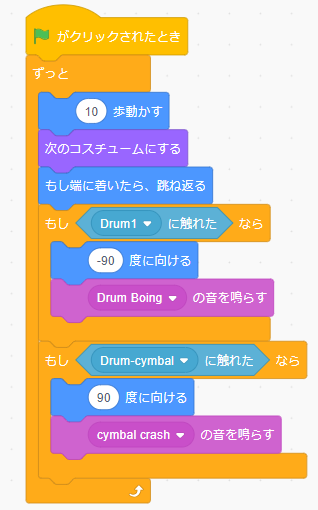 がクリックされたとき
ずっと
10 歩動かす
次のコスチュームにする
もし端に着いたら、跳ね返る
もし Drum1 に触れた なら
-90 度に向ける
Drum Boing の音を鳴らす
もし Drum-cymbal に触れた なら
90 度に向ける
cymbal crash の音を鳴らす